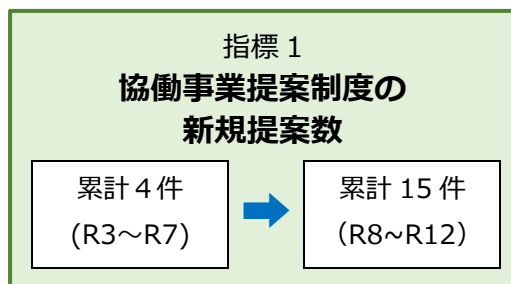 指標１
協働事業提案制度の
新規提案数
累計４件
(R3～R7)
累計 15 件
（R8~R12）